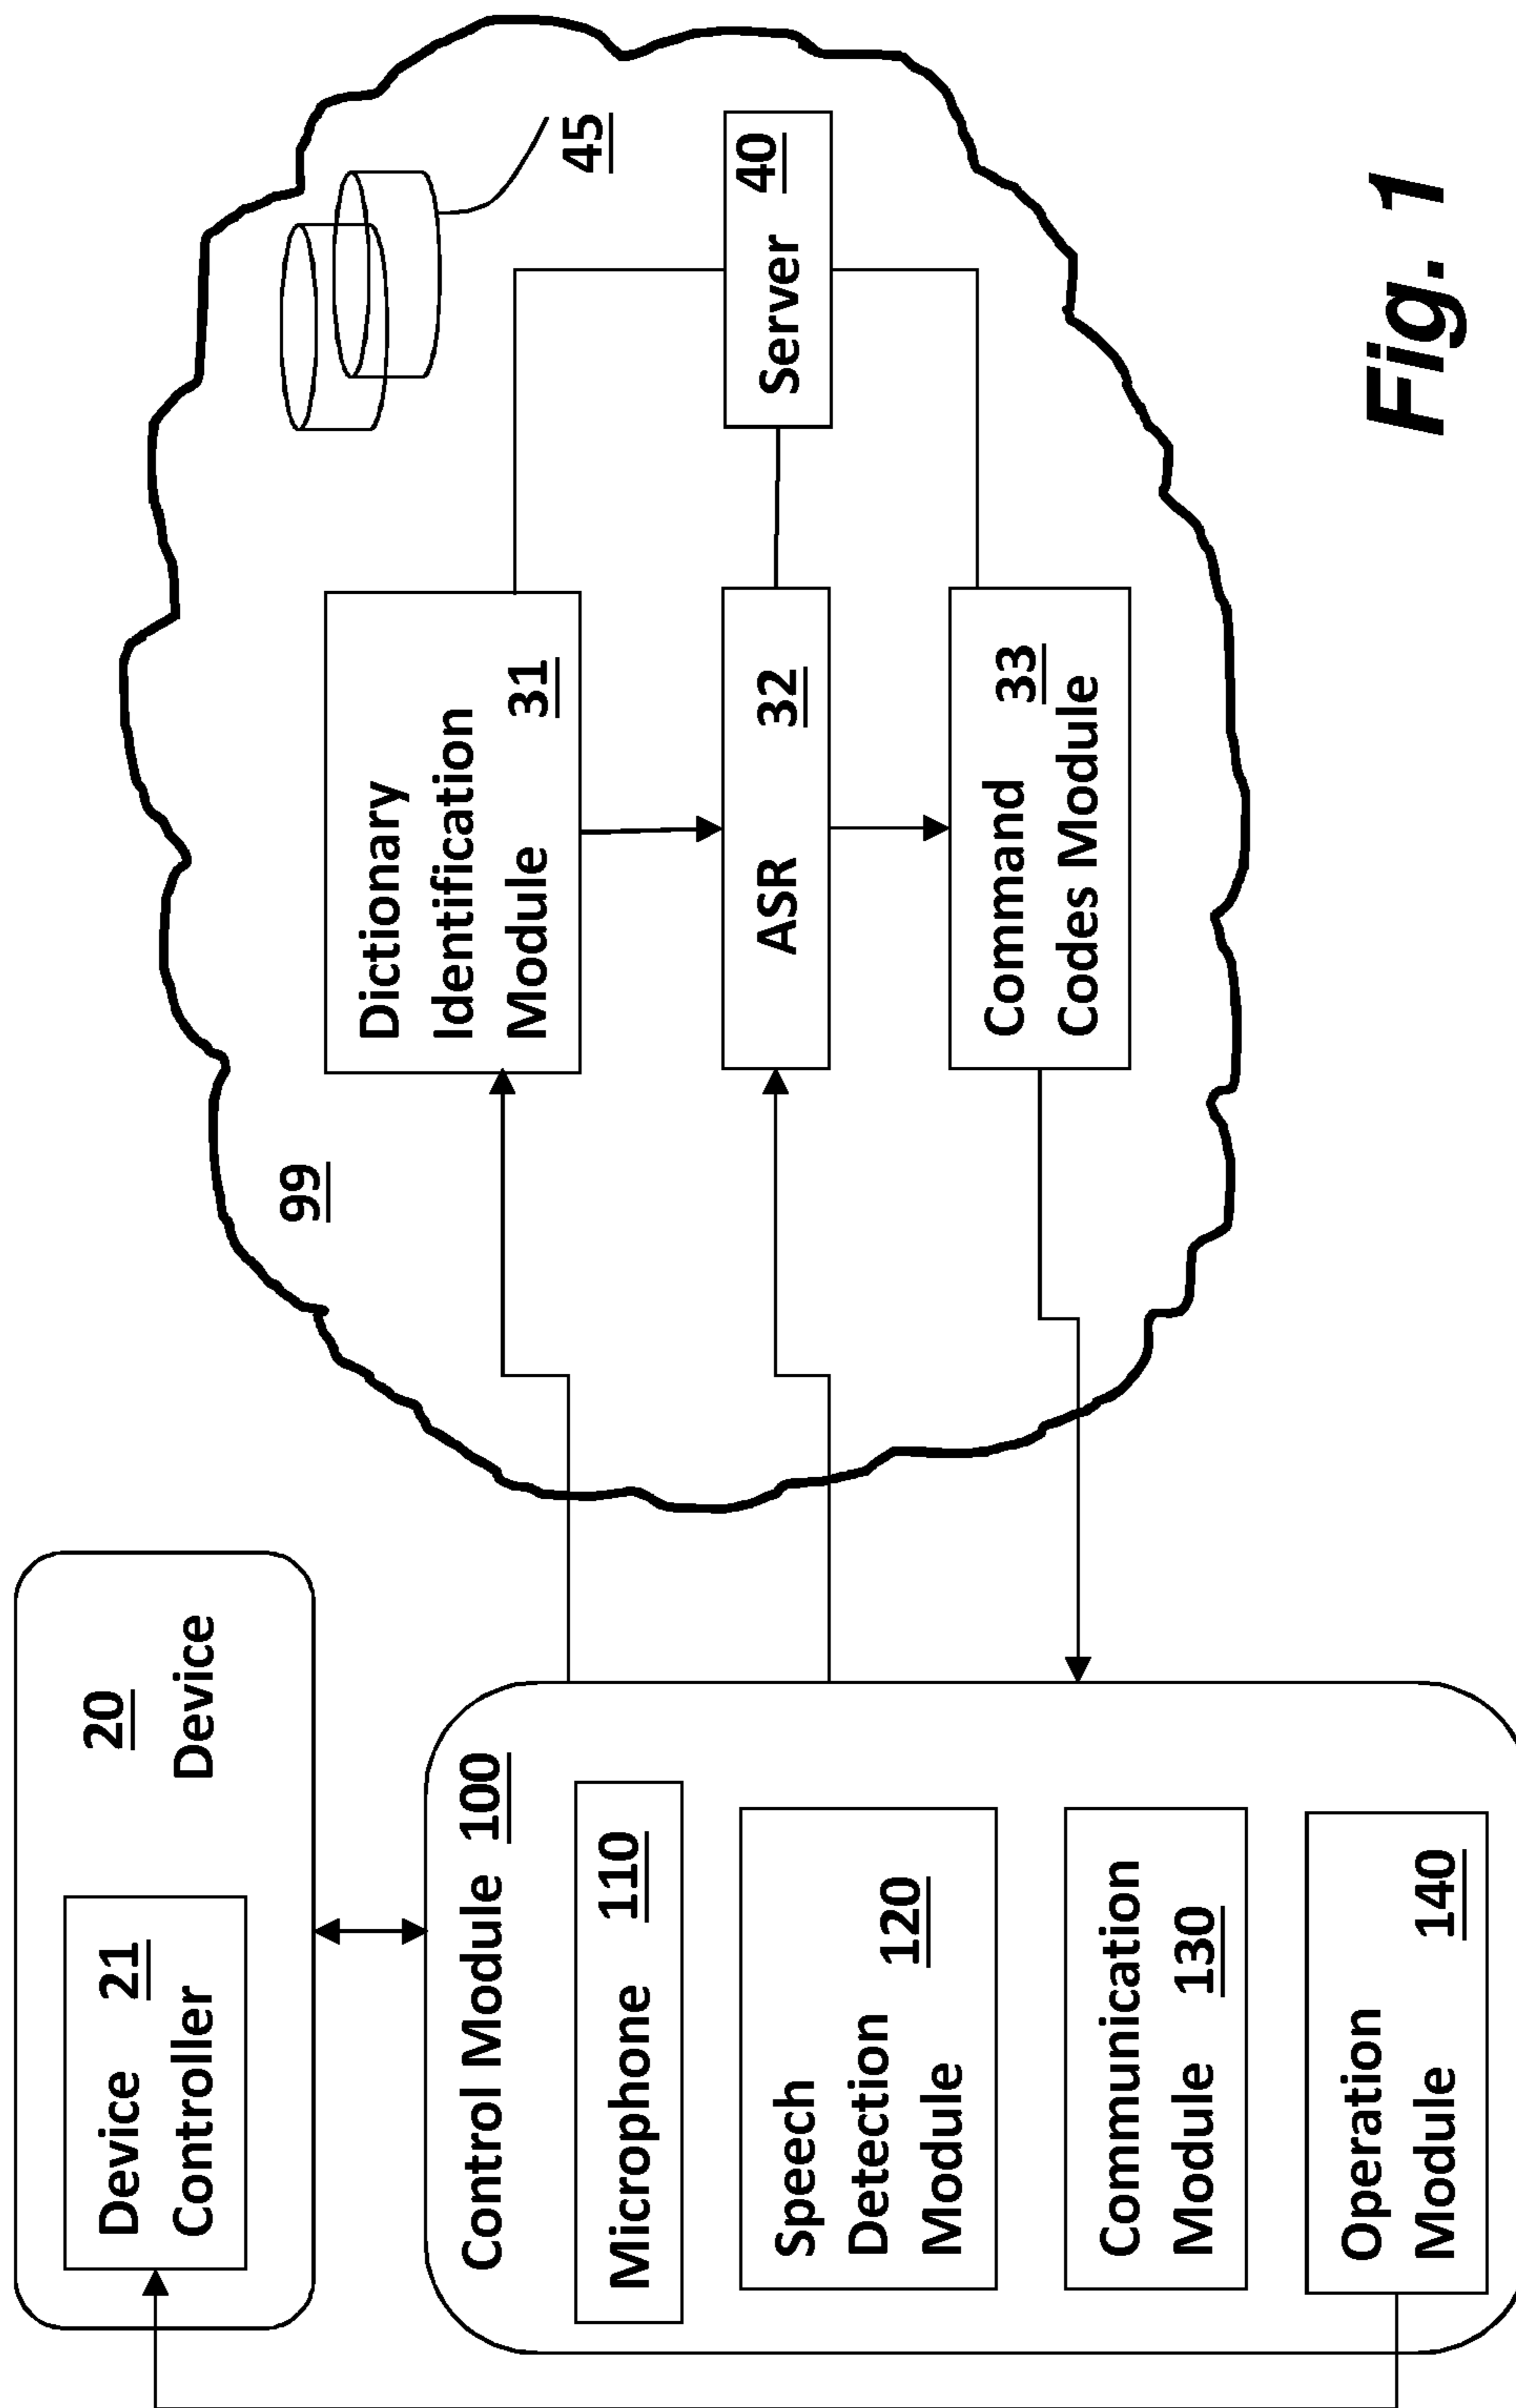 20
Device
Device 21
Controller
Control Module 100
Microphone 110
Speech
Detection 120
Module
Communication
Module 130
Operation
Module 140
99
Dictionary
Identification
Module 31
ASR 32
Command
33
Codes Module
45
Server 40
Fig. 1